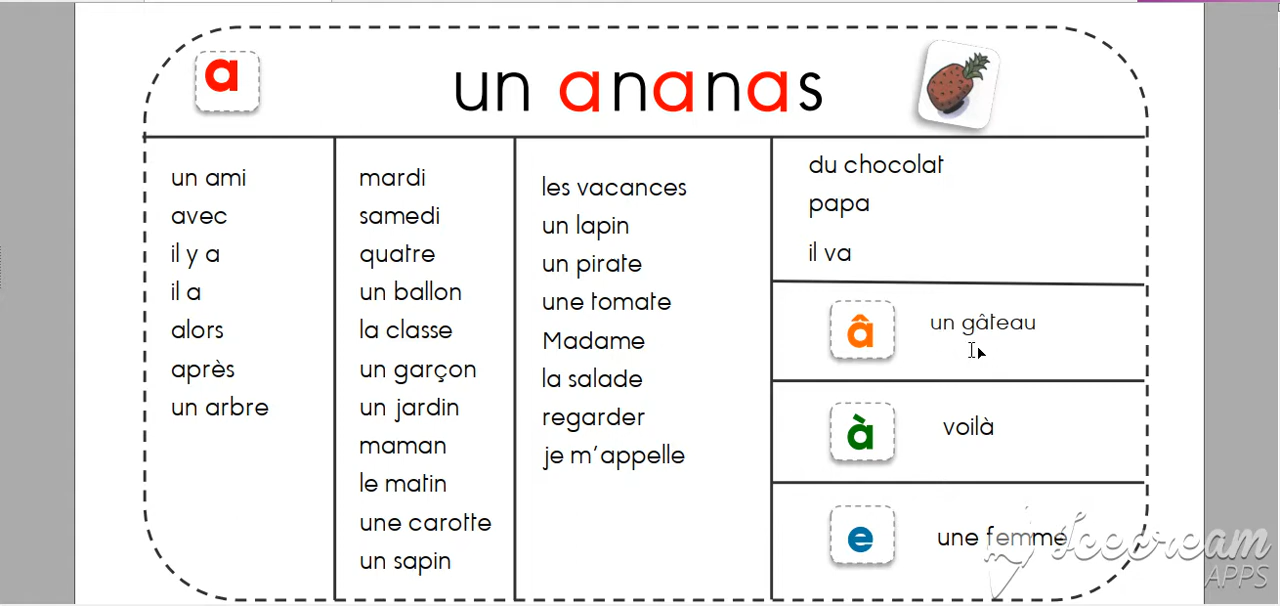 a
un ananas
un ami
avec
il y a
il a
alors
après
un arbre
mardi
samedi
quatre
un ballon
la classe
un garçon
un jardin
maman
le matin
une carotte
un sapin
les vacances
un lapin
un pirate
une tomate
Madame
la salade
regarder
je m'appelle
du chocolat
papa
il va
â
un gâteau
à
voilà
e
une femme
Icecream
APPS